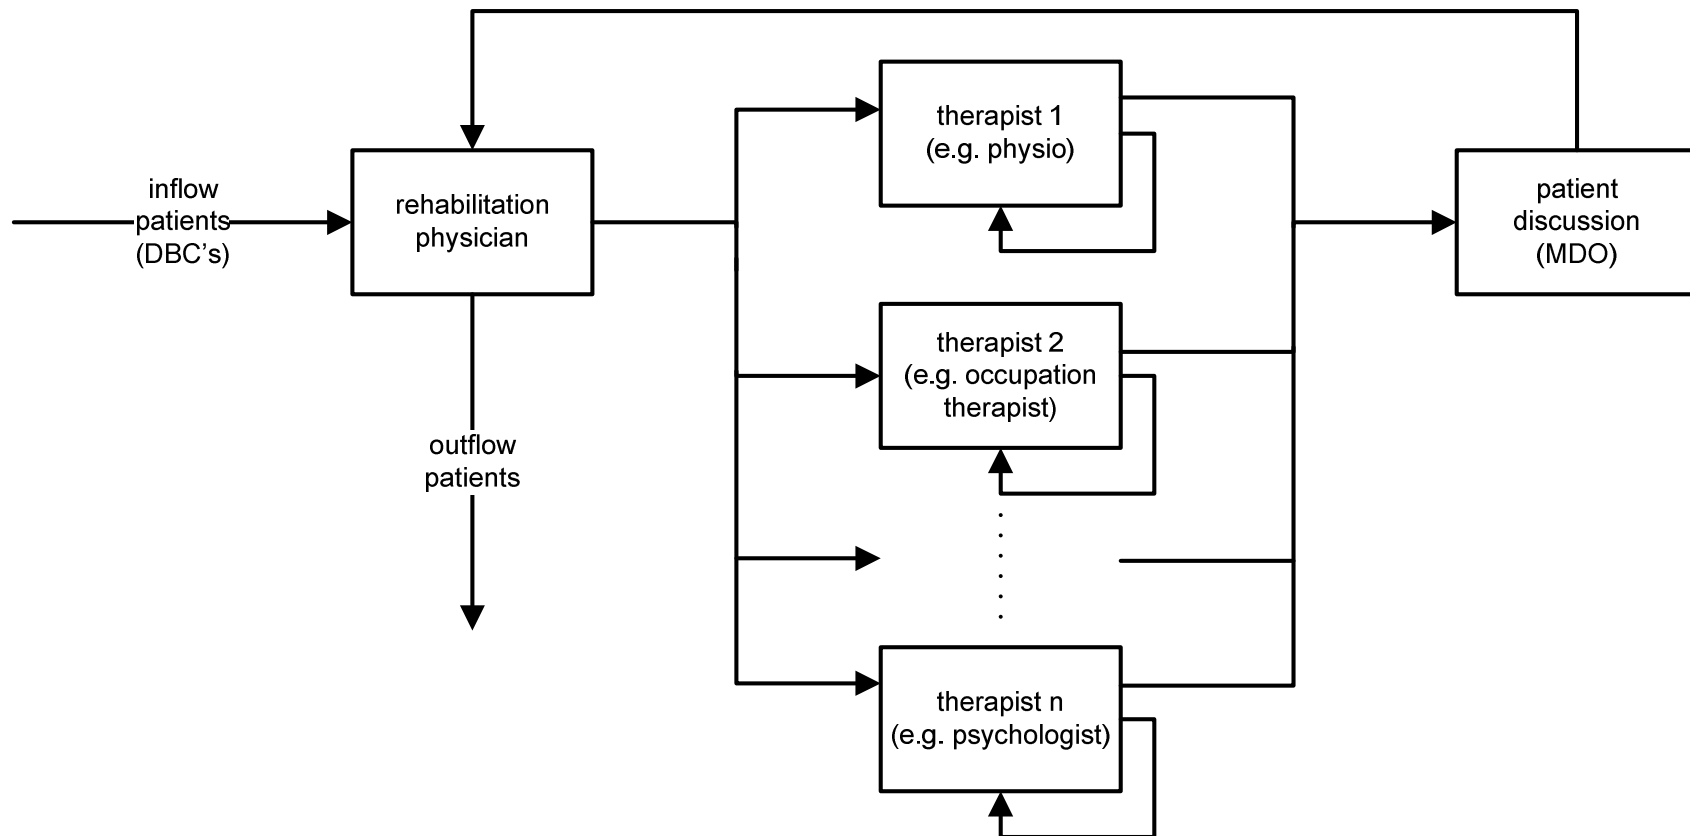 inflow
patients
(DBC's)
rehabilitation
physician
outflow
patients
therapist 1
(e.g. physio)
therapist 2
(e.g. occupation
therapist)
therapist n
(e.g. psychologist)
patient
discussion
(MDO)